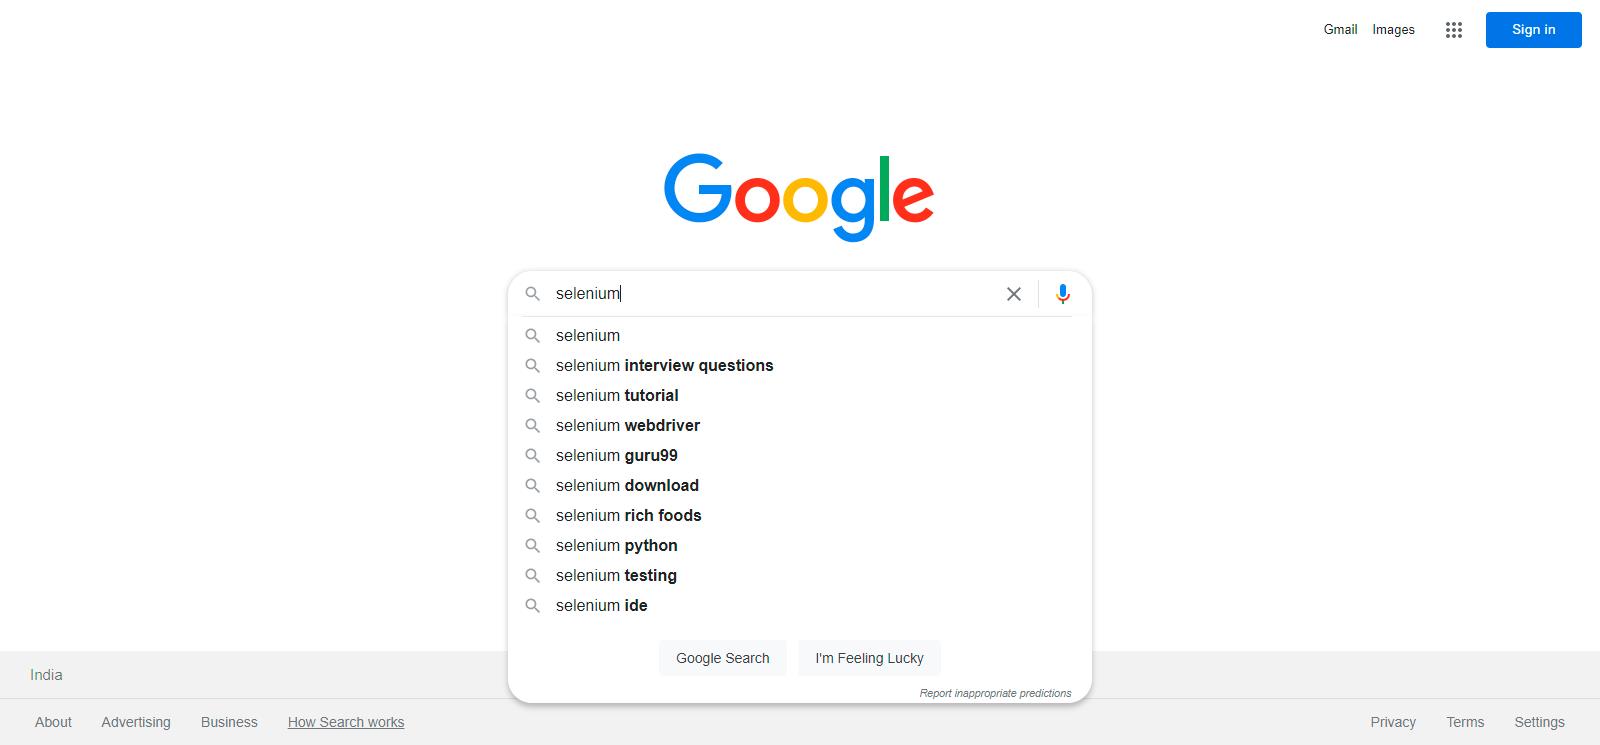 Gmail Images Sign in
Google
selenium
selenium
selenium interview questions
selenium tutorial
selenium webdriver
selenium guru99
selenium download
selenium rich foods
selenium python
selenium testing
selenium ide
Google Search I'm Feeling Lucky
Report inappropriate predictions
India
About Advertising Business How Search works Privacy Terms Settings